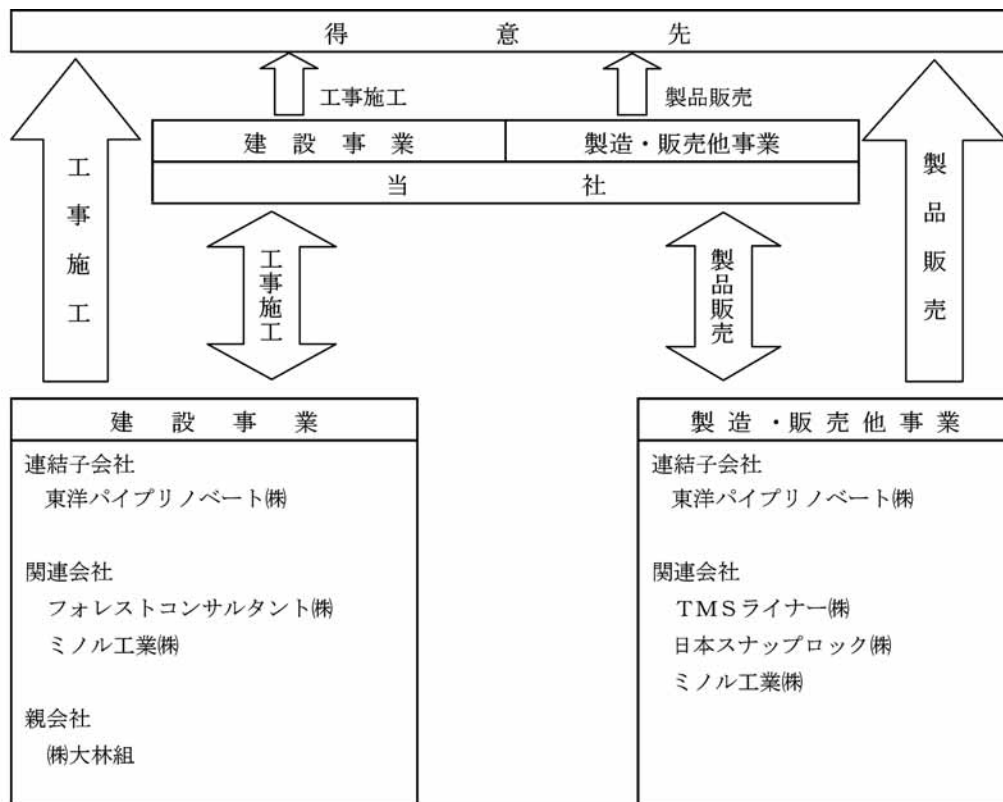 得意先
工事施工
製品販売
建設事業
製造・販売他事業
当社
工事施工
工事施工
製品販売
製品販売
建設事業
連結子会社
東洋パイプリノベート㈱
関連会社
フォレストコンサルタント㈱
ミノル工業㈱
親会社
㈱大林組
製造・販売他事業
連結子会社
東洋パイプリノベート㈱
関連会社
ＴＭＳライナー㈱
日本スナップロック㈱
ミノル工業㈱